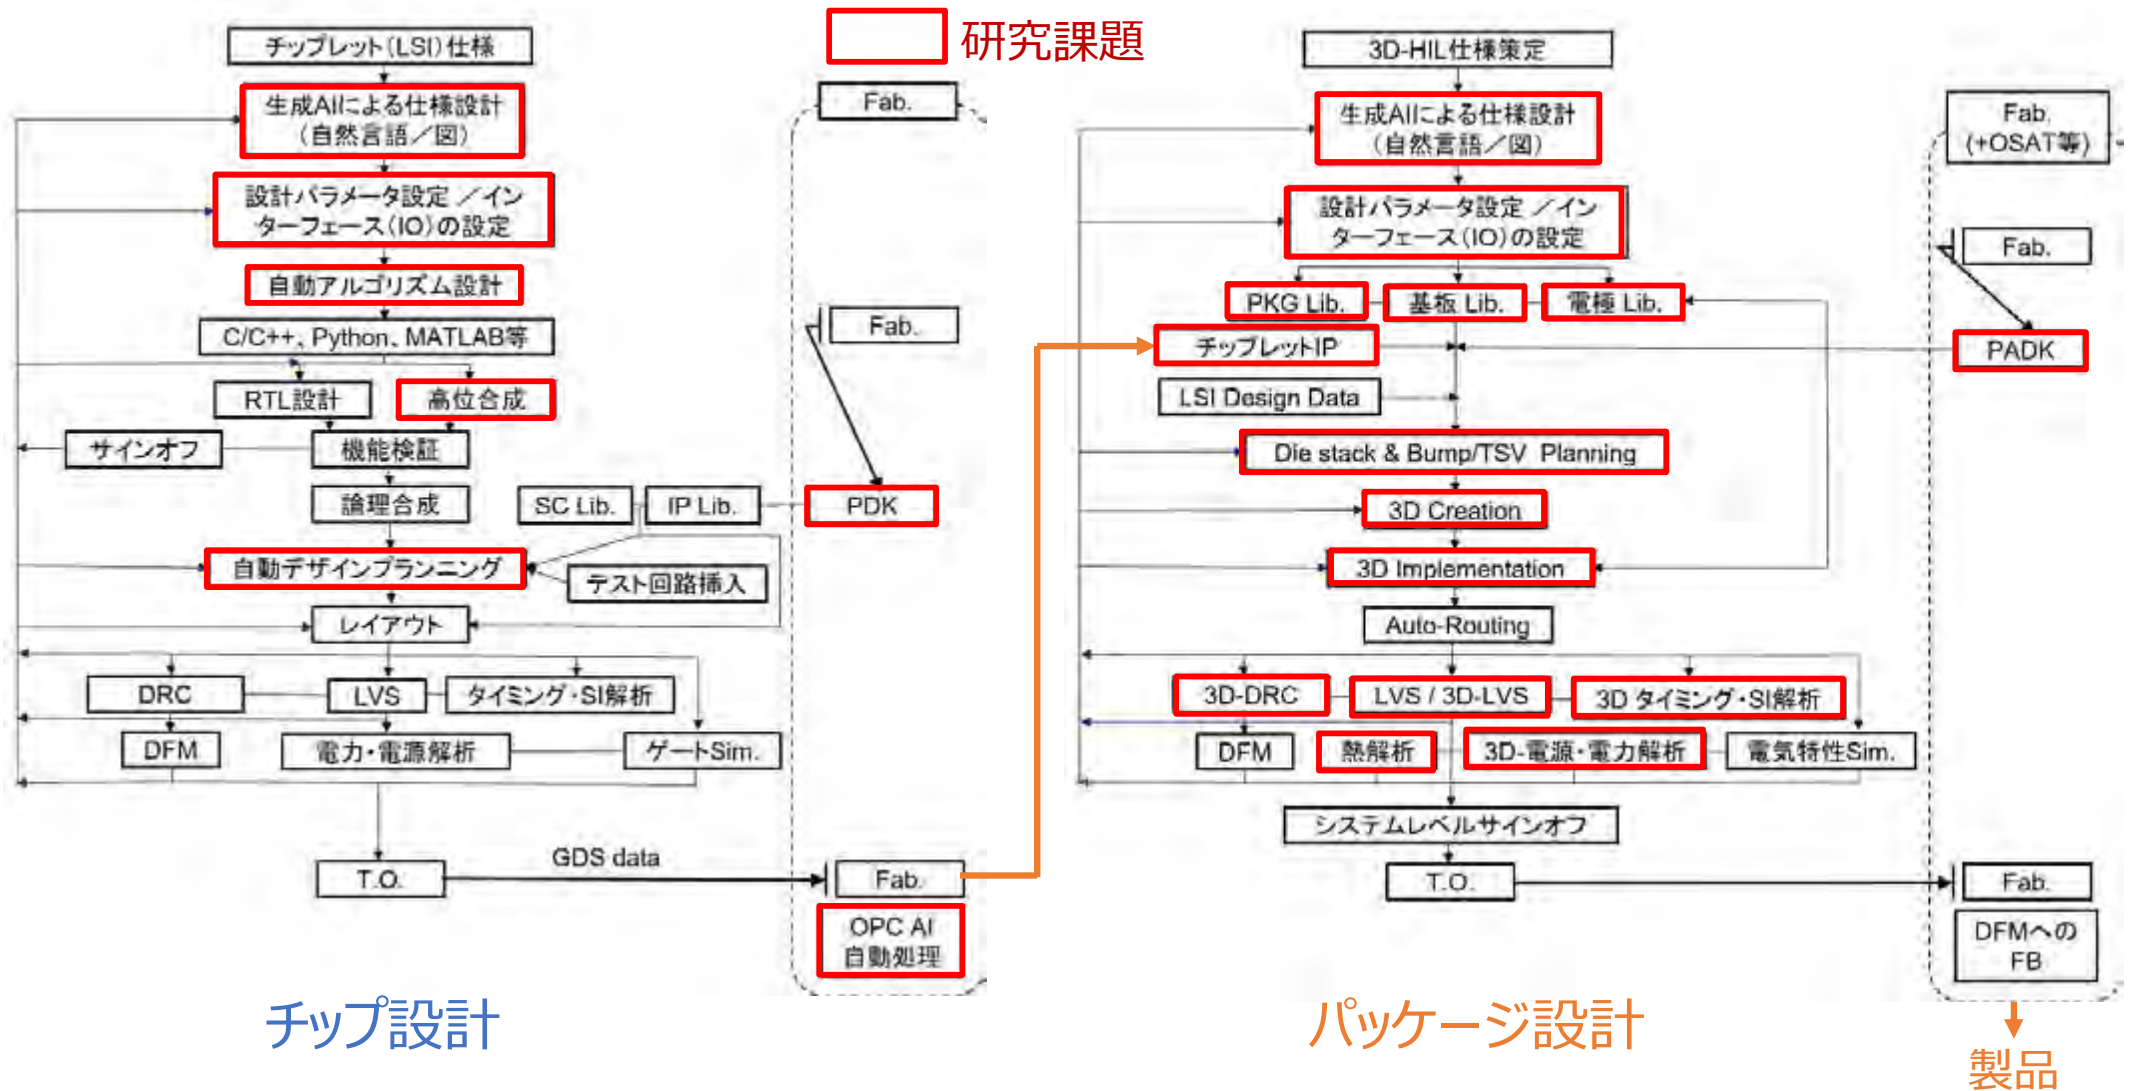 研究課題
チップレット(LSI)仕様
生成AIによる仕様設計
(自然言語／図)
設計パラメータ設定 ／イン
ターフェース(IO)の設定
自動アルゴリズム設計
C/C++、Python、MATLAB等
RTL設計
高位合成
サインオフ
機能検証
論理合成
SC Lib.
IP Lib.
自動デザインプランニング
テスト回路挿入
レイアウト
DRC
LVS
タイミング・SI解析
DFM
電力・電源解析
ゲートSim.
T.O.
GDS data
Fab.
Fab.
PDK
Fab.
OPC AI
自動処理
チップ設計
3D-HIL仕様策定
生成AIによる仕様設計
(自然言語／図)
設計パラメータ設定 ／イン
ターフェース(IO)の設定
PKG Lib.
基板 Lib.
電極 Lib.
チップレットIP
LSI Design Data
Die stack & Bump/TSV Planning
3D Creation
3D Implementation
Auto-Routing
3D-DRC
LVS / 3D-LVS
3D タイミング・SI解析
DFM
熱解析
3D-電源・電力解析
電気特性Sim.
システムレベルサインオフ
T.O.
Fab.
(+OSAT等)
Fab.
PADK
Fab.
DFMへの
FB
パッケージ設計
製品